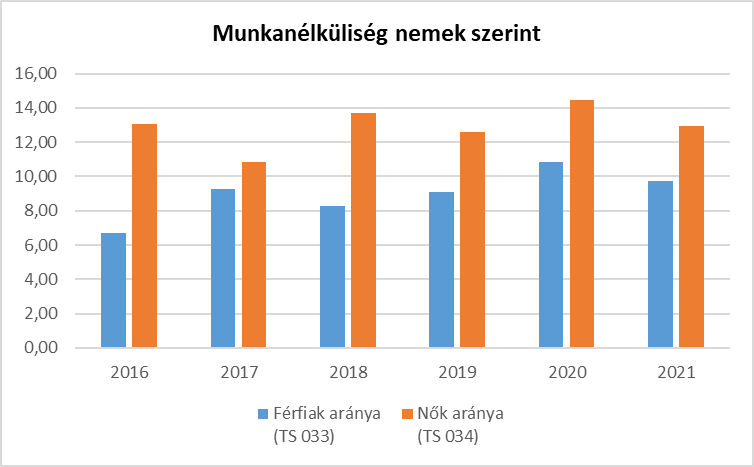 Munkanélküliség nemek szerint
16,00
14,00
12,00
10,00
8,00
6,00
4,00
2,00
0,00
2016 2017 2018 2019 2020 2021
Férfiak aránya Nők aránya
(TS 033) (TS 034)